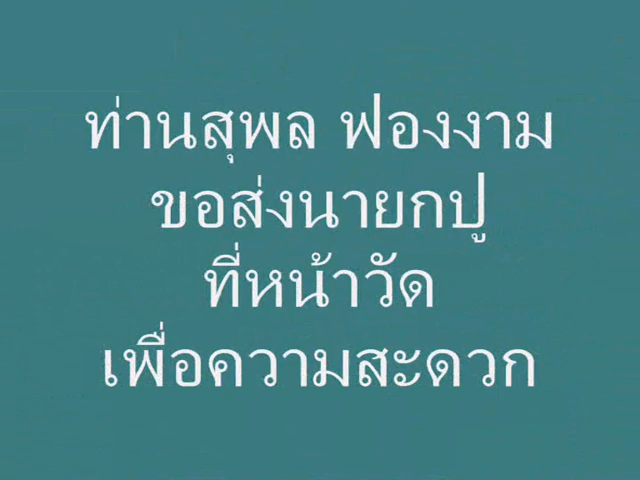 ท่านสุพล ฟองงาม
ขอส่งนายกปู
ที่หน้าวัด
เพื่อความสะดวก